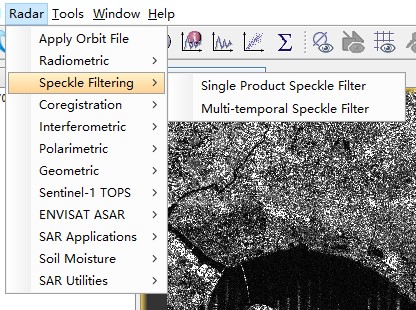 Radar Tools Window Help
Apply Orbit File
Radiometric
Speckle Filtering
Single Product Speckle Filter
Multi-temporal Speckle Filter
Coregistration
Interferometric
Polarimetric
Geometric
Sentinel-1 TOPS
ENVISAT ASAR
SAR Applications
Soil Moisture
SAR Utilities